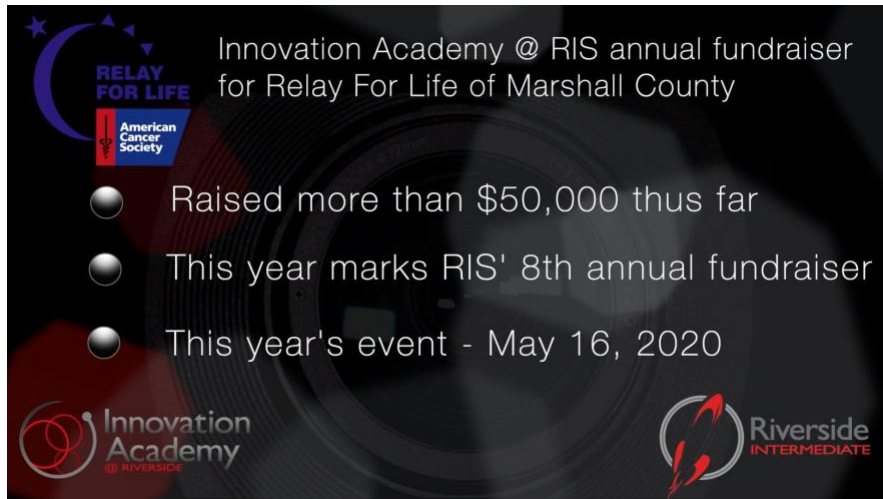 RELAY
FOR LIFE
American
Cancer
Society
Innovation Academy @ RIS annual fundraiser
for Relay For Life of Marshall County
Raised more than $50,000 thus far
This year marks RIS' 8th annual fundraiser
This year's event - May 16, 2020
Innovation
Academy
@ RIVERSIDE
Riverside
INTERMEDIATE